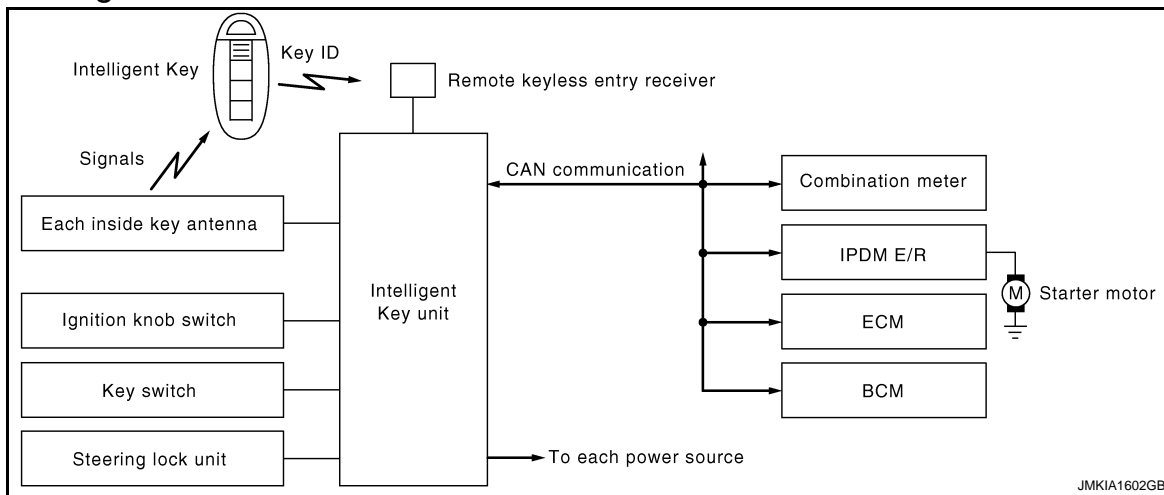 Intelligent Key
Key ID
Remote keyless entry receiver
Signals
CAN communication
Each inside key antenna
Ignition knob switch
Key switch
Steering lock unit
Intelligent
Key unit
Combination meter
IPDM E/R
M
Starter motor
ECM
BCM
To each power source
JMKIA1602GB